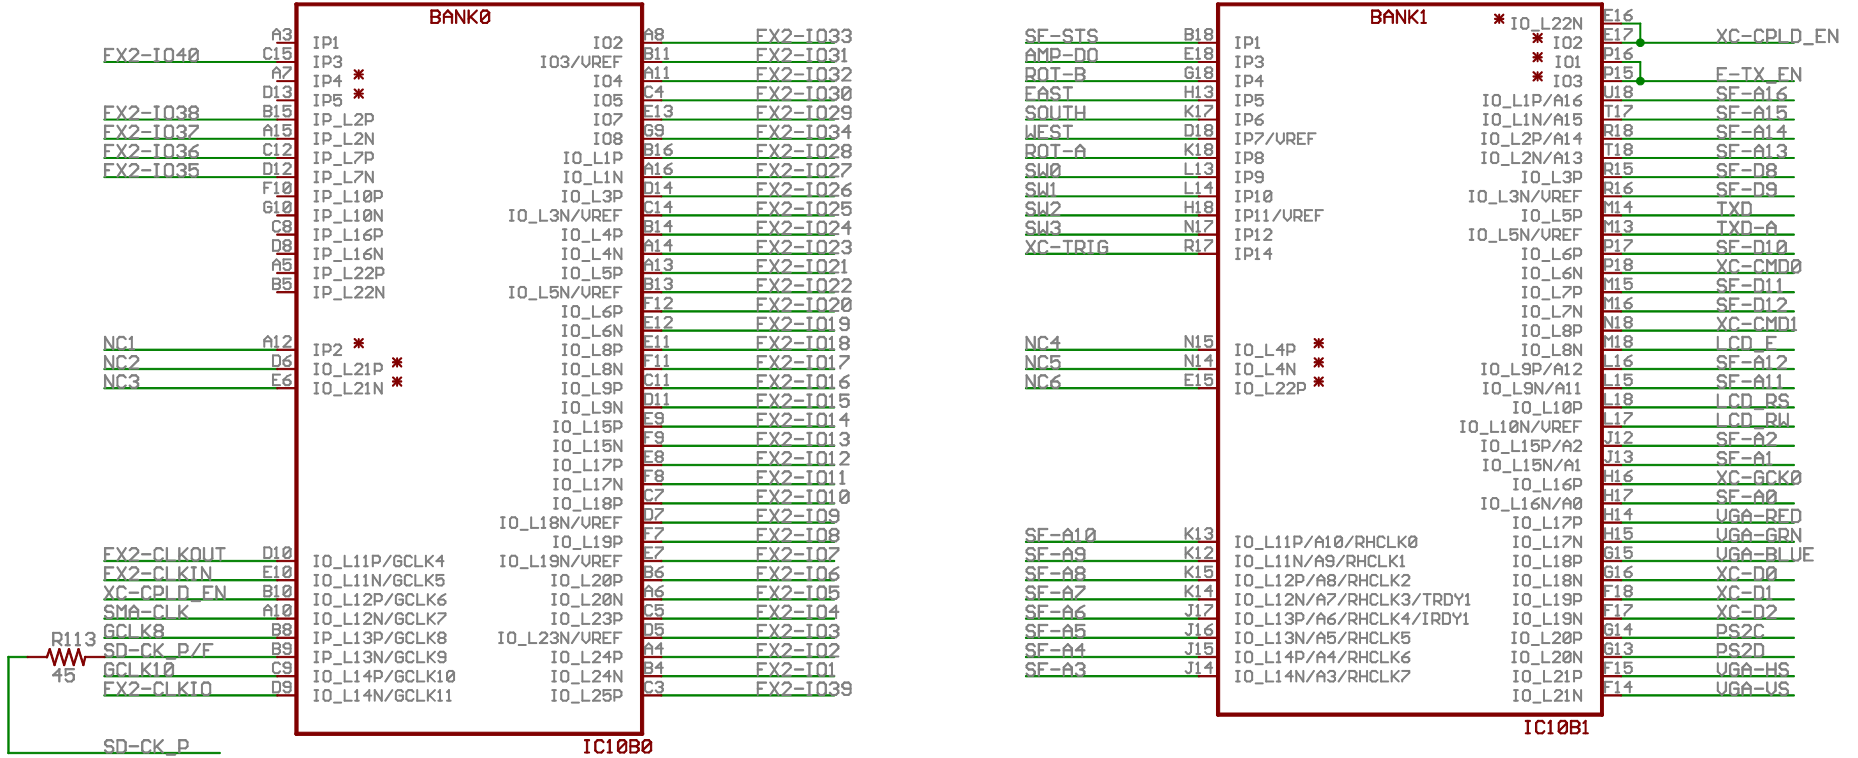 BANK0
A3 IP1 IO2 A8 FX2-IO33
FX2-IO40 C15 IP3 IO3/VREF B11 FX2-IO31
A7 IP4 * IO4 A11 FX2-IO32
D13 IP5 * IO5 C4 FX2-IO30
FX2-IO38 B15 IP_L2P IO7 E13 FX2-IO29
FX2-IO37 A15 IP_L2N IO8 G9 FX2-IO34
FX2-IO36 C12 IP_L7P IO_L1P B16 FX2-IO28
FX2-IO35 D12 IP_L7N IO_L1N A16 FX2-IO27
F10 IP_L10P IO_L3P D14 FX2-IO26
G10 IP_L10N IO_L3N/VREF C14 FX2-IO25
C8 IP_L16P IO_L4P B14 FX2-IO24
D8 IP_L16N IO_L4N A14 FX2-IO23
A5 IP_L22P IO_L5P A13 FX2-IO21
B5 IP_L22N IO_L5N/VREF B13 FX2-IO22
IO_L6P F12 FX2-IO20
IO_L6N E12 FX2-IO19
NC1 A12 IP2 * IO_L8P E11 FX2-IO18
NC2 D6 IO_L21P * IO_L8N F11 FX2-IO17
NC3 E6 IO_L21N * IO_L9P C11 FX2-IO16
IO_L9N D11 FX2-IO15
IO_L15P E9 FX2-IO14
IO_L15N F9 FX2-IO13
IO_L17P E8 FX2-IO12
IO_L17N F8 FX2-IO11
IO_L18P C7 FX2-IO10
IO_L18N/VREF D7 FX2-IO9
IO_L19P F7 FX2-IO8
FX2-CLKOUT D10 IO_L11P/GCLK4 IO_L19N/VREF E7 FX2-IO7
FX2-CLKIN E10 IO_L11N/GCLK5 IO_L20P B6 FX2-IO6
XC-CPLD_EN B10 IO_L12P/GCLK6 IO_L20N A6 FX2-IO5
SMA-CLK A10 IO_L12N/GCLK7 IO_L23P C5 FX2-IO4
GCLK8 B8 IP_L13P/GCLK8 IO_L23N/VREF D5 FX2-IO3
R113 45 SD-CK_P/F B9 IP_L13N/GCLK9 IO_L24P A4 FX2-IO2
GCLK10 C9 IO_L14P/GCLK10 IO_L24N B4 FX2-IO1
FX2-CLKIO D9 IO_L14N/GCLK11 IO_L25P C3 FX2-IO39
SD-CK_P
IC10B0
BANK1
* IO_L22N E16
SF-STS B18 IP1 * IO2 E17 XC-CPLD_EN
AMP-DO E18 IP3 * IO1 P16
ROT-B G18 IP4 * IO3 P15 E-TX_EN
EAST H13 IP5 IO_L1P/A16 U18 SF-A16
SOUTH K17 IP6 IO_L1N/A15 T17 SF-A15
WEST D18 IP7/VREF IO_L2P/A14 R18 SF-A14
ROT-A K18 IP8 IO_L2N/A13 T18 SF-A13
SW0 L13 IP9 IO_L3P R15 SF-D8
SW1 L14 IP10 IO_L3N/VREF R16 SF-D9
SW2 H18 IP11/VREF IO_L5P M14 TXD
SW3 N17 IP12 IO_L5N/VREF M13 TXD-A
XC-TRIG R17 IP14 IO_L6P P17 SF-D10
IO_L6N P18 XC-CMD0
IO_L7P M15 SF-D11
IO_L7N M16 SF-D12
IO_L8P N18 XC-CMD1
NC4 N15 IO_L4P * IO_L8N M18 LCD_E
NC5 N14 IO_L4N * IO_L9P/A12 L16 SF-A12
NC6 E15 IO_L22P * IO_L9N/A11 L15 SF-A11
IO_L10P L18 LCD_RS
IO_L10N/VREF L17 LCD_RW
IO_L15P/A2 J12 SF-A2
IO_L15N/A1 J13 SF-A1
IO_L16P H16 XC-GCK0
IO_L16N/A0 H17 SF-A0
IO_L17P H14 VGA-RED
SF-A10 K13 IO_L11P/A10/RHCLK0 IO_L17N H15 VGA-GRN
SF-A9 K12 IO_L11N/A9/RHCLK1 IO_L18P G15 VGA-BLUE
SF-A8 K15 IO_L12P/A8/RHCLK2 IO_L18N G16 XC-D0
SF-A7 K14 IO_L12N/A7/RHCLK3/TRDY1 IO_L19P F18 XC-D1
SF-A6 J17 IO_L13P/A6/RHCLK4/IRDY1 IO_L19N F17 XC-D2
SF-A5 J16 IO_L13N/A5/RHCLK5 IO_L20P G14 PS2C
SF-A4 J15 IO_L14P/A4/RHCLK6 IO_L20N G13 PS2D
SF-A3 J14 IO_L14N/A3/RHCLK7 IO_L21P F15 VGA-HS
IO_L21N F14 VGA-VS
IC10B1